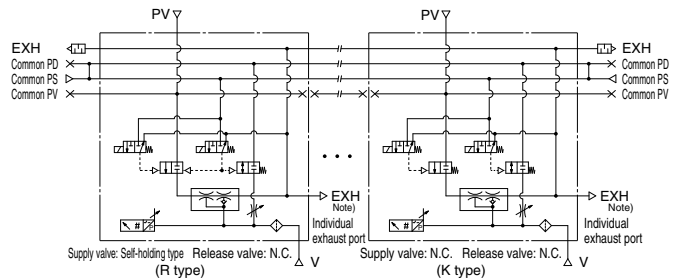 PV
PV
EXH
EXH
Common PD
Common PD
Common PS
Common PS
Common PV
Common PV
EXH
Note)
EXH
Note)
Individual
exhaust port
Individual
exhaust port
#
#
Supply valve: Self-holding type Release valve: N.C.
V
Supply valve: N.C. Release valve: N.C.
V
(R type)
(K type)